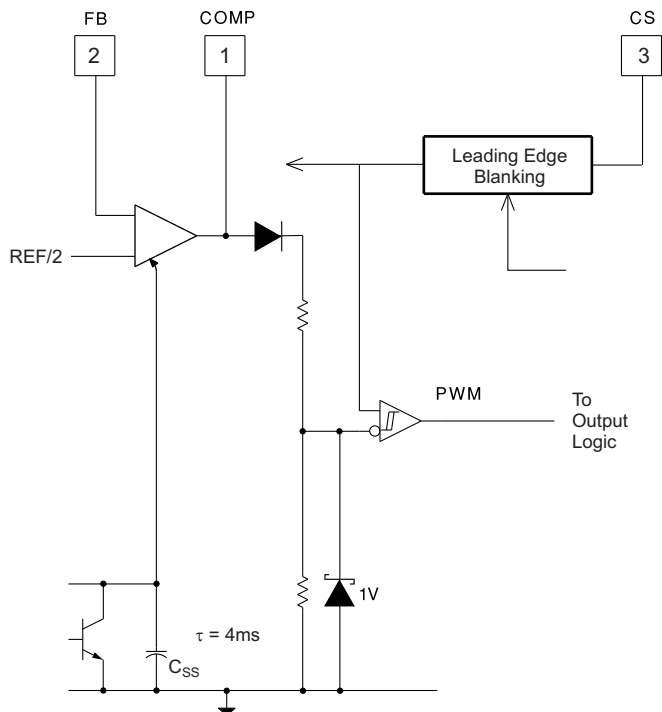 FB
COMP
CS
2
1
3
Leading Edge
Blanking
REF/2
PWM
To
Output
Logic
1V
τ = 4ms
CSS